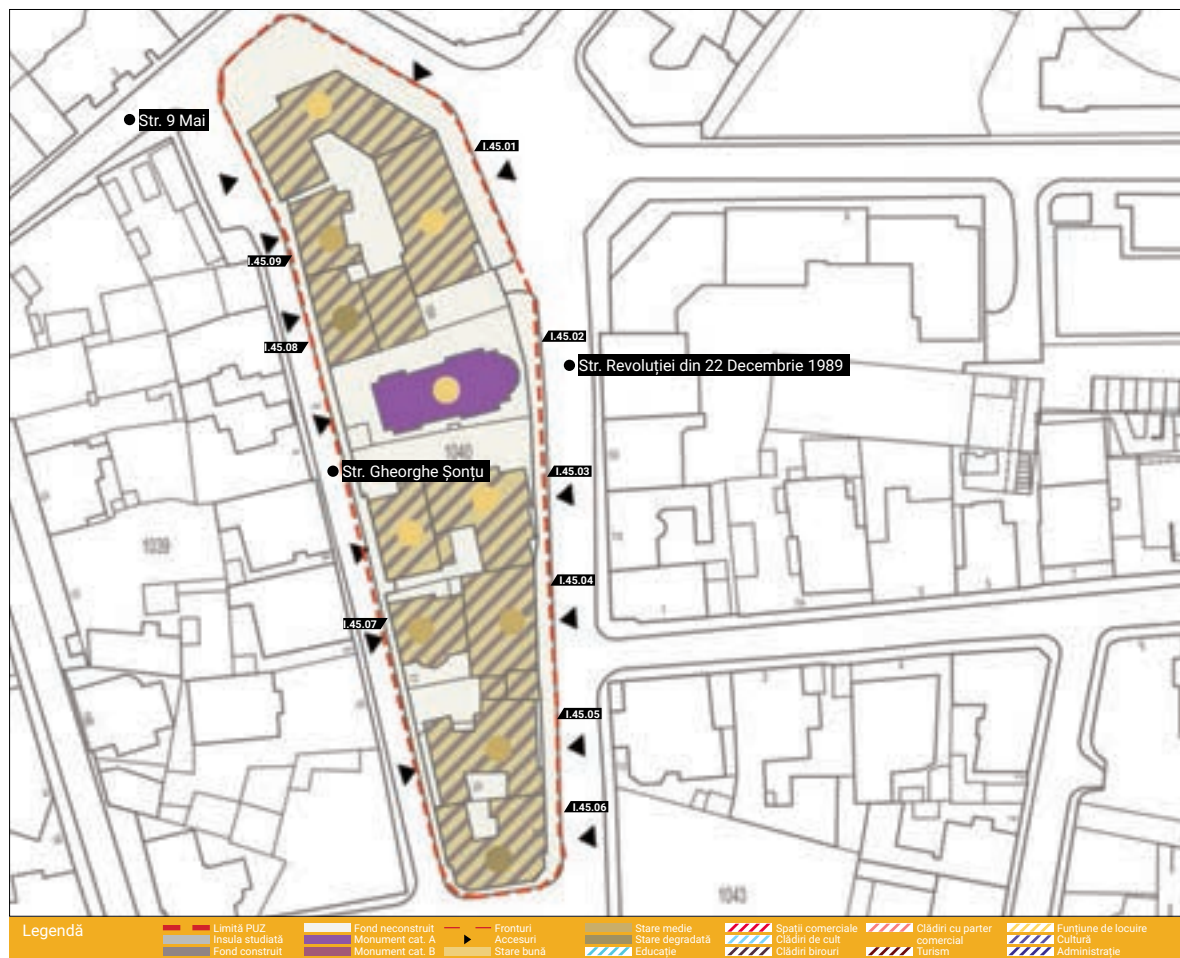 Str. 9 Mai
I.45.01
I.45.09
I.45.02
I.45.08
Str. Revoluției din 22 Decembrie 1989
1040
Str. Gheorghe Șonțu
I.45.03
1039
I.45.04
I.45.07
I.45.05
I.45.06
1043
Legendă
Limită PUZ
Insula studiată
Fond construit
Fond neconstruit
Monument cat. A
Monument cat. B
Fronturi
Accesuri
Stare bună
Stare medie
Stare degradată
Educație
Spații comerciale
Clădiri de cult
Clădiri birouri
Clădiri cu parter
comercial
Turism
Funcțiune de locuire
Cultură
Administrație